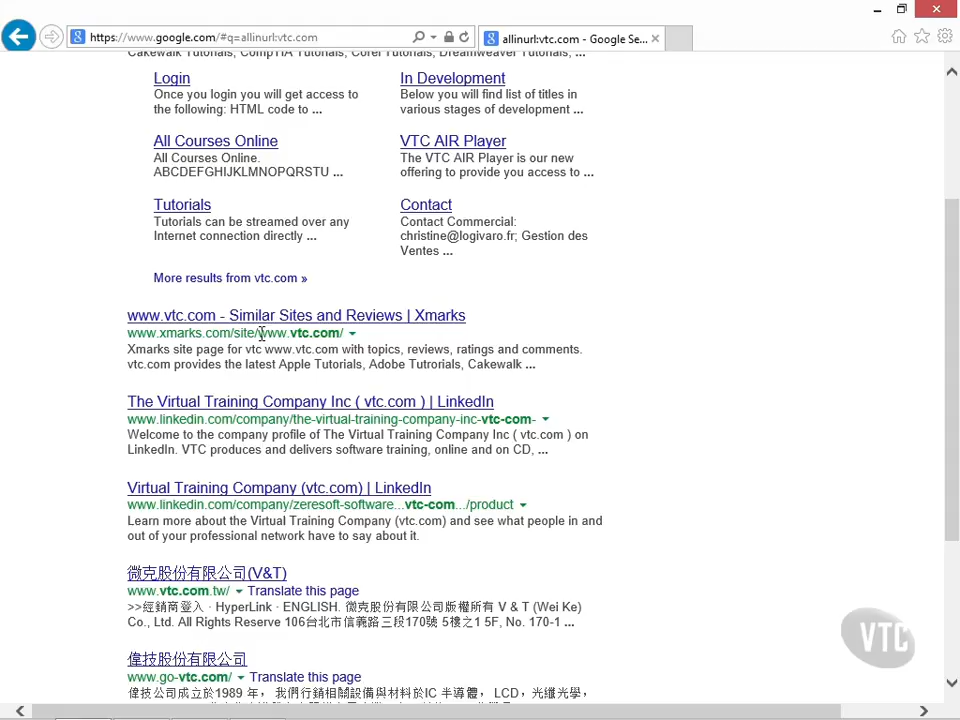 https://www.google.com/#q=allinurl:vtc.com
allinurl:vtc.com - Google Se...
Cakewalk Tutorials, CompTIA Tutorials, Corel Tutorials, Dreamweaver Tutorials, ...
Login
Once you login you will get access to
the following: HTML code to ...
In Development
Below you will find list of titles in
various stages of development ...
All Courses Online
All Courses Online.
ABCDEFGHIJKLMNOPQRSTU ...
VTC AIR Player
The VTC AIR Player is our new
offering to provide you access to ...
Tutorials
Tutorials can be streamed over any
Internet connection directly ...
Contact
Contact Commercial:
christine@logivaro.fr; Gestion des
Ventes ...
More results from vtc.com »
www.vtc.com - Similar Sites and Reviews | Xmarks
www.xmarks.com/site/www.vtc.com/
Xmarks site page for vtc www.vtc.com with topics, reviews, ratings and comments.
vtc.com provides the latest Apple Tutorials, Adobe Tutrorials, Cakewalk ...
The Virtual Training Company Inc ( vtc.com ) | LinkedIn
www.linkedin.com/company/the-virtual-training-company-inc-vtc-com-
Welcome to the company profile of The Virtual Training Company Inc ( vtc.com ) on
LinkedIn. VTC produces and delivers software training, online and on CD, ...
Virtual Training Company (vtc.com) | LinkedIn
www.linkedin.com/company/zeresoft-software...vtc-com.../product
Learn more about the Virtual Training Company (vtc.com) and see what people in and
out of your professional network have to say about it.
微克股份有限公司(V&T)
www.vtc.com.tw/ Translate this page
>>經銷商登入 · HyperLink · ENGLISH. 微克股份有限公司版權所有 V & T (Wei Ke)
Co., Ltd. All Rights Reserve 106台北市信義路三段170號 5樓之1 5F, No. 170-1 ...
偉技股份有限公司
www.go-vtc.com/ Translate this page
偉技公司成立於1989 年， 我們行銷相關設備與材料於IC 半導體， LCD，光纖光學，
VTC